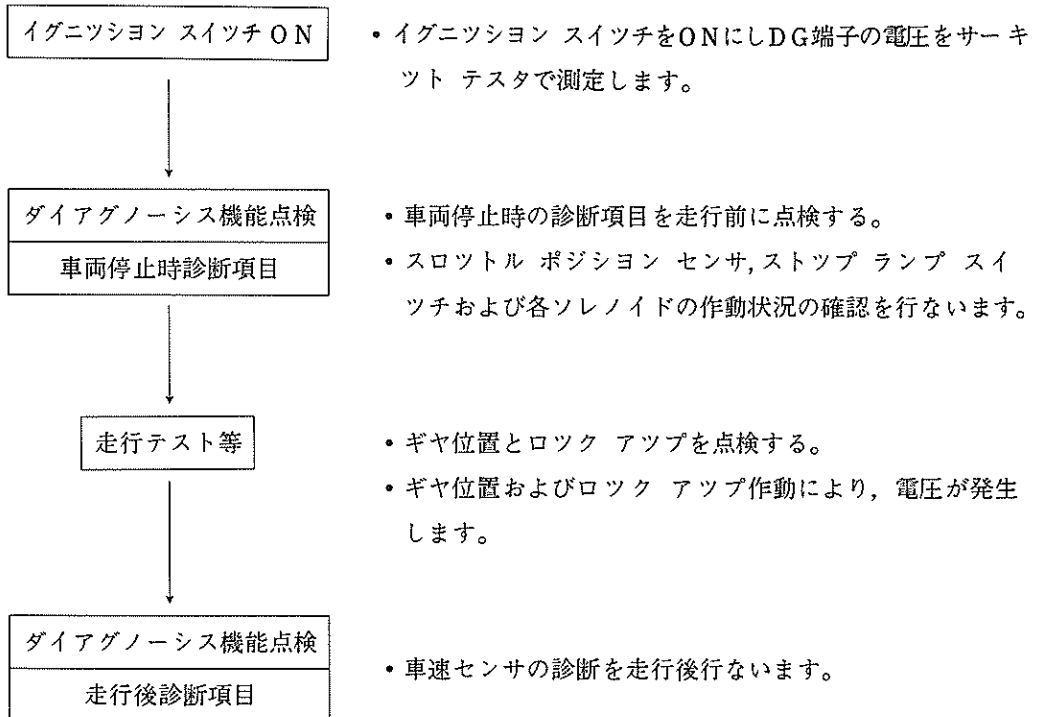 イグニツシヨン スイツチ ON
• イグニツシヨン スイツチをONにしDG端子の電圧をサーキ
ツト テスタで測定します。
ダイアグノーシス機能点検
車両停止時診断項目
• 車両停止時の診断項目を走行前に点検する。
• スロツトル ポジシヨン センサ,ストツプ ランプ スイ
ツチおよび各ソレノイドの作動状況の確認を行ないます。
走行テスト等
• ギヤ位置とロツク アツプを点検する。
• ギヤ位置およびロツク アツプ作動により,電圧が発生
します。
ダイアグノーシス機能点検
走行後診断項目
• 車速センサの診断を走行後行ないます。